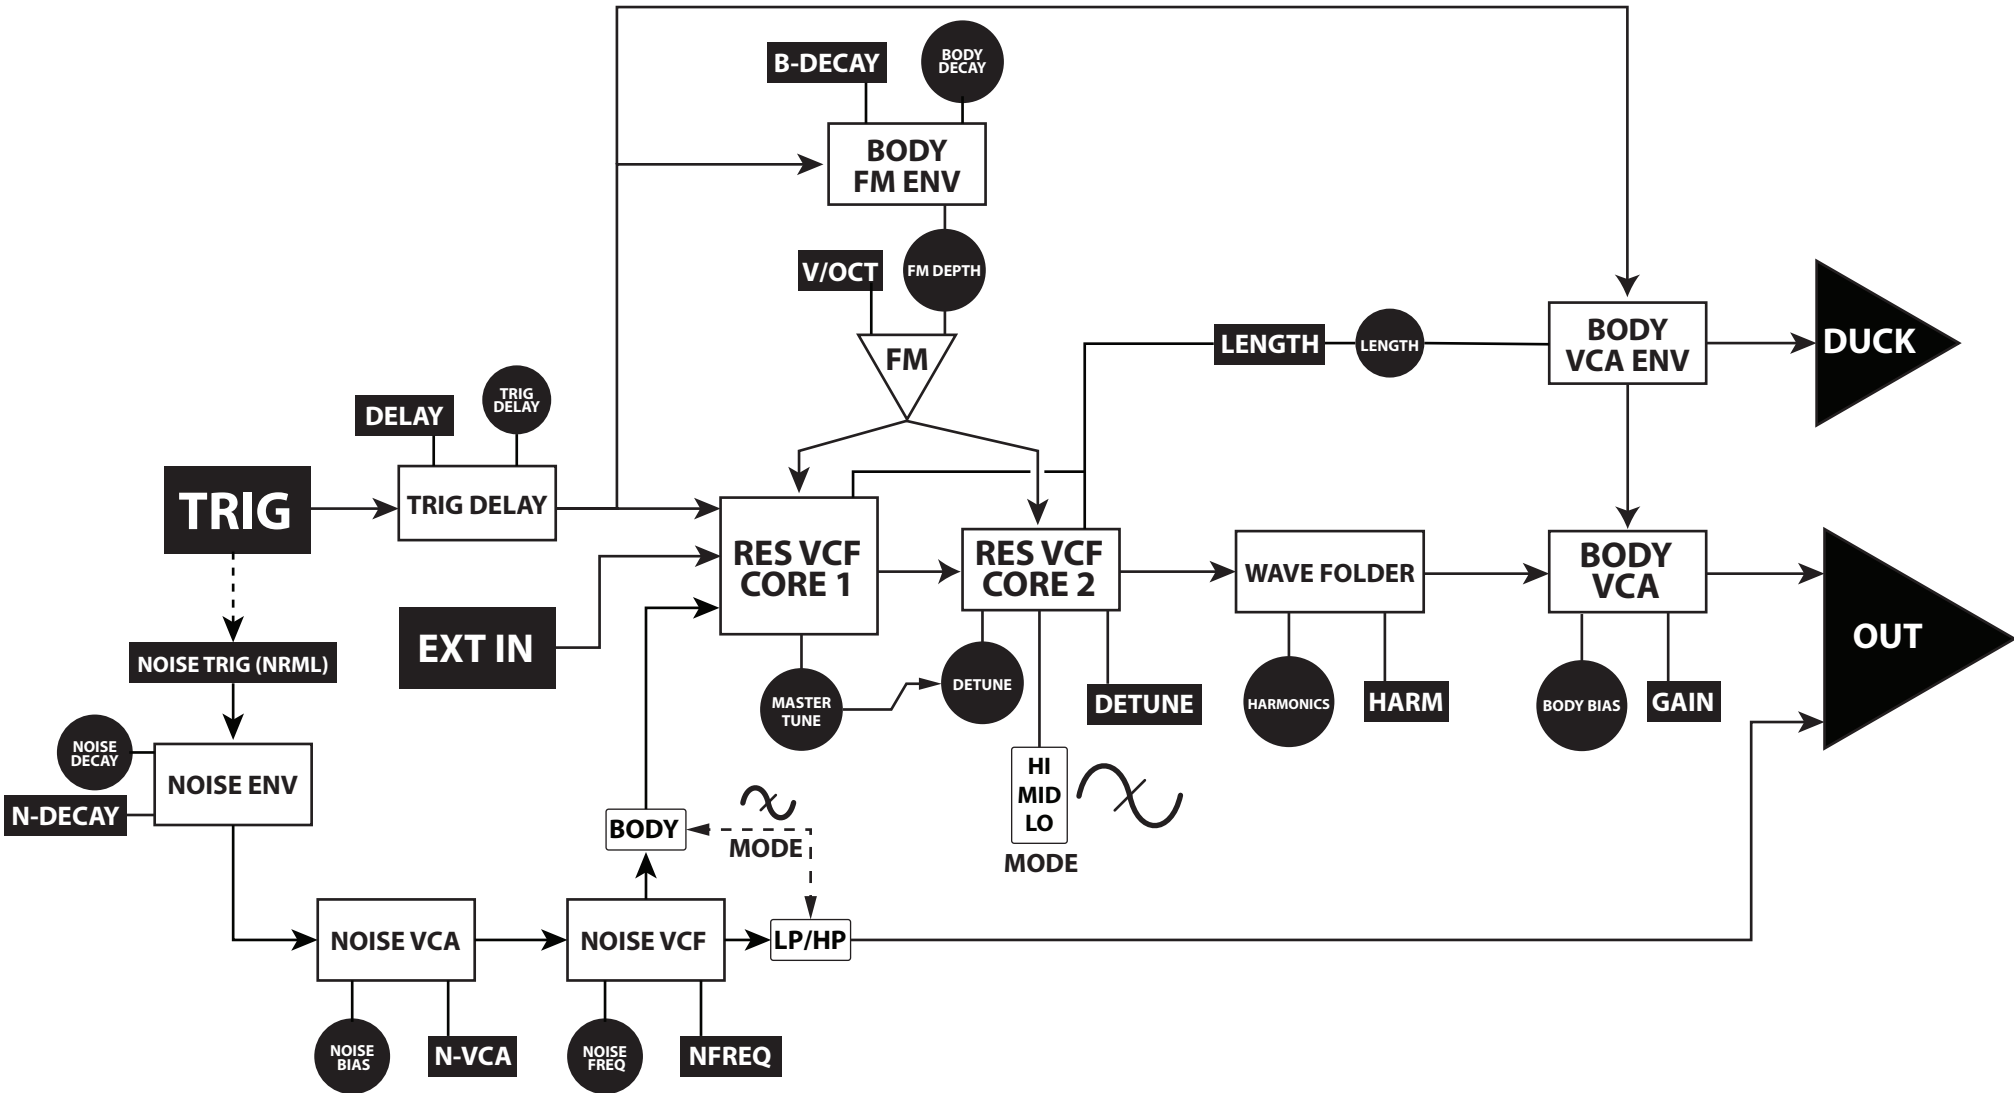 B-DECAY
BODY
DECAY
BODY
FM ENV
V/OCT
FM DEPTH
FM
LENGTH
LENGTH
BODY
VCA ENV
DUCK
DELAY
TRIG
DELAY
TRIG
TRIG DELAY
RES VCF
CORE 1
RES VCF
CORE 2
WAVE FOLDER
BODY
VCA
OUT
EXT IN
NOISE TRIG (NRML)
MASTER
TUNE
DETUNE
DETUNE
HARMONICS
HARM
BODY BIAS
GAIN
NOISE
DECAY
NOISE ENV
N-DECAY
HI
MID
LO
MODE
BODY
MODE
NOISE VCA
NOISE VCF
LP/HP
NOISE
BIAS
N-VCA
NOISE
FREQ
NFREQ